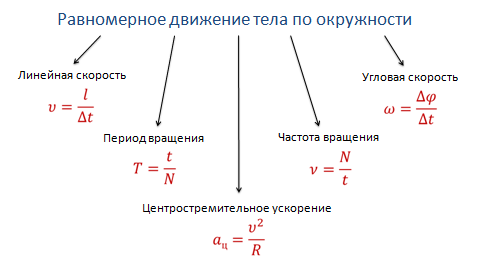 Равномерное движение тела по окружности
Линейная скорость
υ = l/Δt
Угловая скорость
ω = Δφ/Δt
Период вращения
T = t/N
Частота вращения
ν = N/t
Центростремительное ускорение
aц = υ²/R